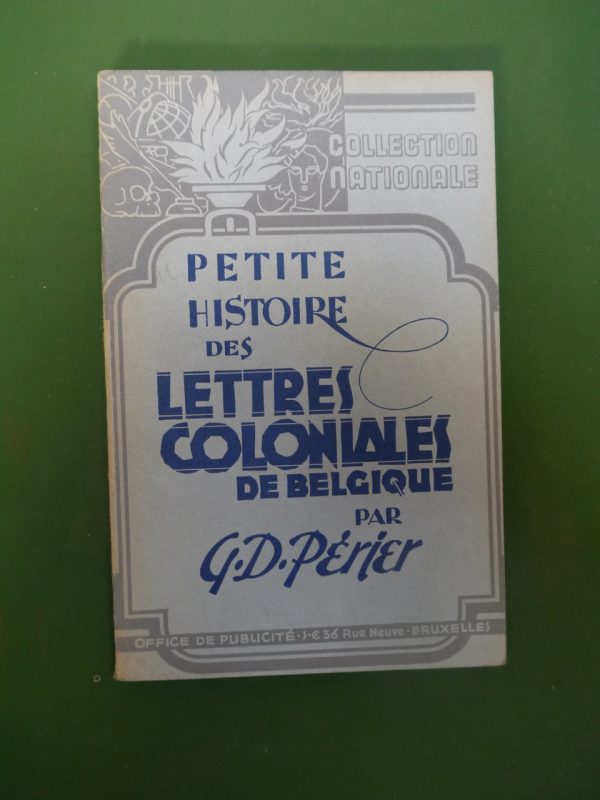 COLLECTION
NATIONALE
PETITE
HISTOIRE
DES
LETTRES
COLONIALES
DE BELGIQUE
PAR
G.D. Périer
OFFICE DE PUBLICITÉ · S·C 36 Rue Neuve · BRUXELLES